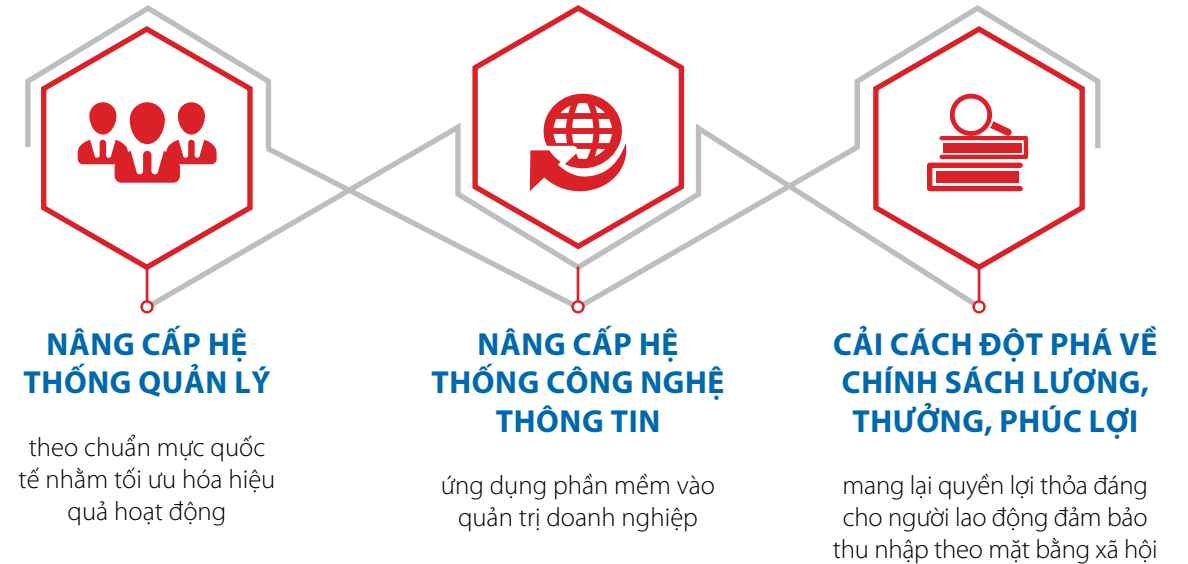 NÂNG CẤP HỆ
THỐNG QUẢN LÝ
theo chuẩn mực quốc
tế nhằm tối ưu hóa hiệu
quả hoạt động
NÂNG CẤP HỆ
THỐNG CÔNG NGHỆ
THÔNG TIN
ứng dụng phần mềm vào
quản trị doanh nghiệp
CẢI CÁCH ĐỘT PHÁ VỀ
CHÍNH SÁCH LƯƠNG,
THƯỞNG, PHÚC LỢI
mang lại quyền lợi thỏa đáng
cho người lao động đảm bảo
thu nhập theo mặt bằng xã hội